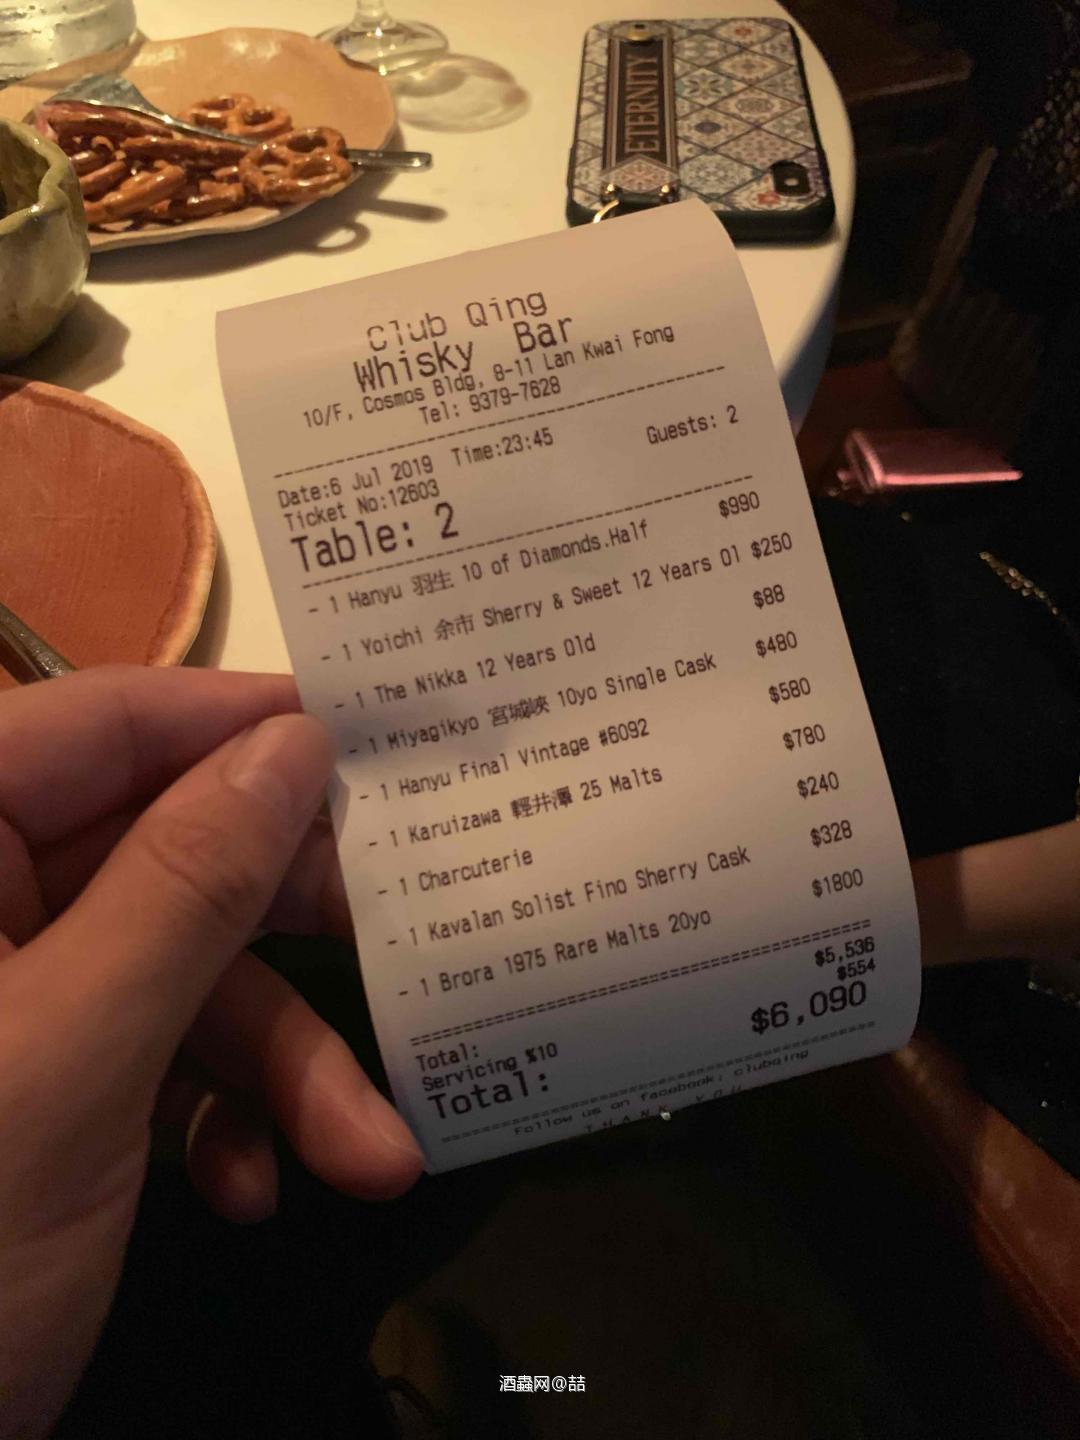 ETERNITY
Club Qing
Whisky Bar
10/F, Cosmos Bldg, 8-11 Lan Kwai Fong
Tel: 9379-7628
Date:6 Jul 2019 Time:23:45 Guests: 2
Ticket No:12603
Table: 2
- 1 Hanyu 羽生 10 of Diamonds.Half $990
- 1 Yoichi 余市 Sherry & Sweet 12 Years Ol $250
- 1 The Nikka 12 Years Old $88
- 1 Miyagikyo 宮城峽 10yo Single Cask $480
- 1 Hanyu Final Vintage #6092 $580
- 1 Karuizawa 輕井澤 25 Malts $780
- 1 Charcuterie $240
- 1 Kavalan Solist Fino Sherry Cask $328
- 1 Brora 1975 Rare Malts 20yo $1800
Total: $5,536
Servicing %10 $554
Total: $6,090
Follow us on facebook: clubqing
THANK YOU
酒蟲网@喆